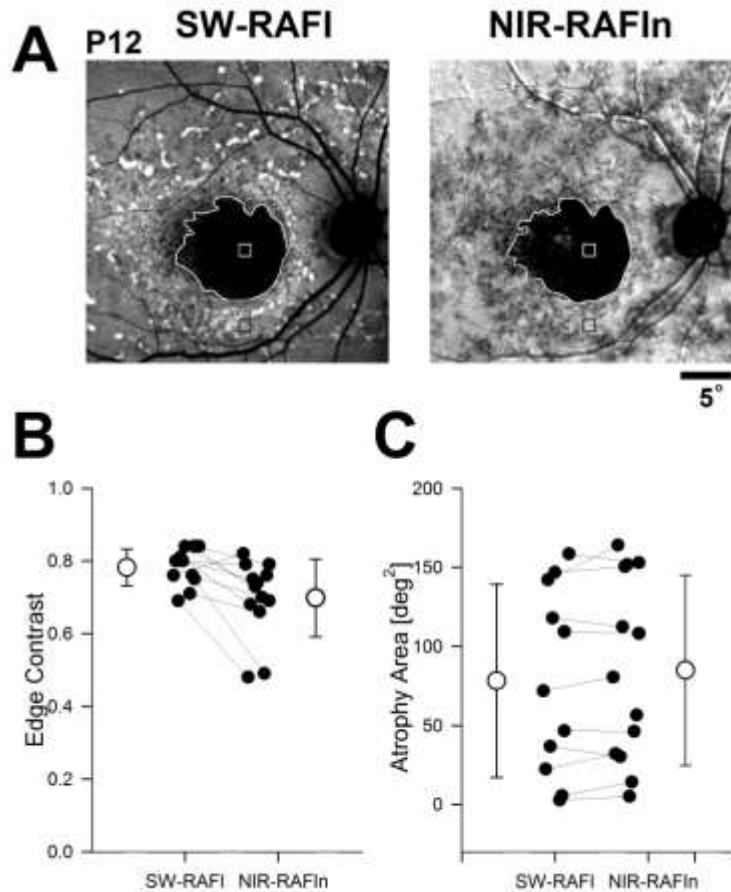 A
P12
SW-RAFI
NIR-RAFIn
5°
B
Edge Contrast
1.0
0.8
0.6
0.4
0.2
0.0
SW-RAFI
NIR-RAFIn
C
Atrophy Area [deg²]
200
150
100
50
0
SW-RAFI
NIR-RAFIn